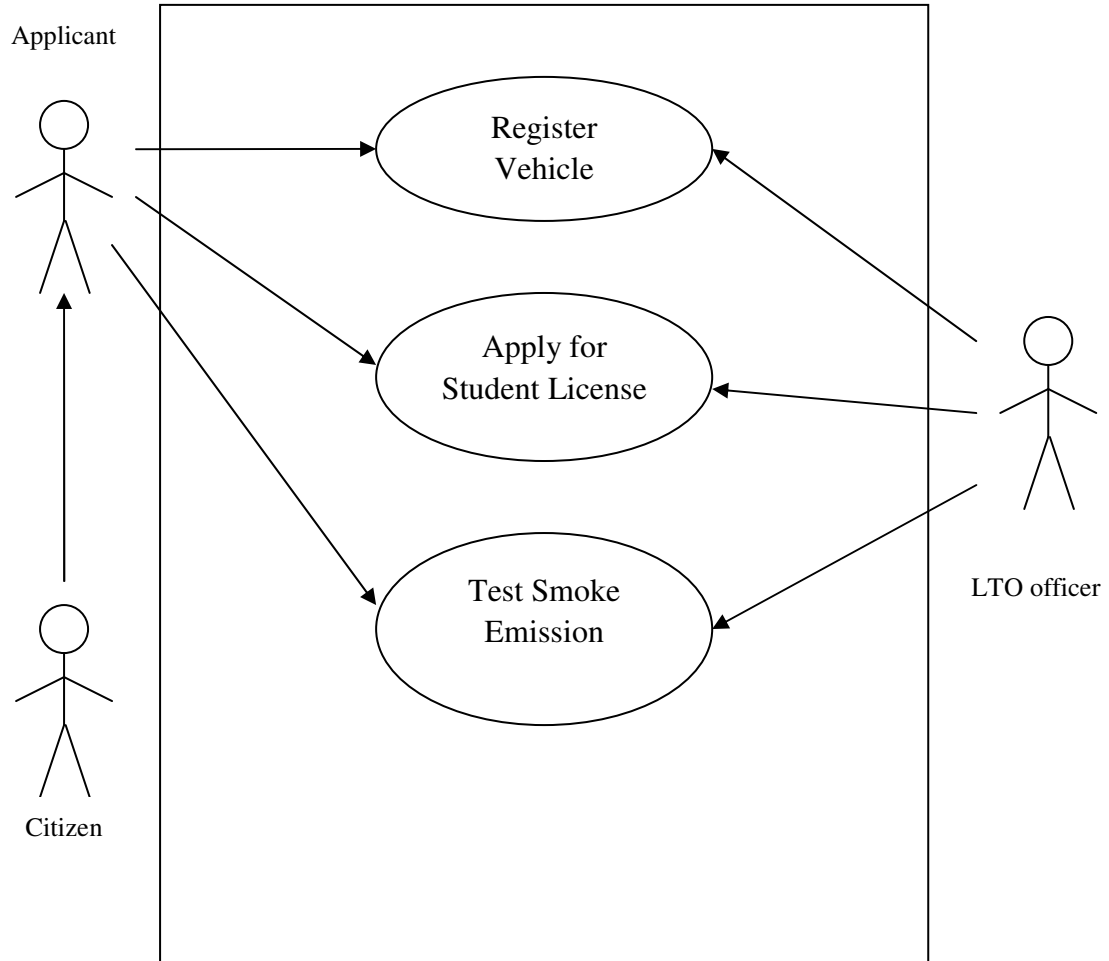 Applicant
Register
Vehicle
Apply for
Student License
Test Smoke
Emission
LTO officer
Citizen